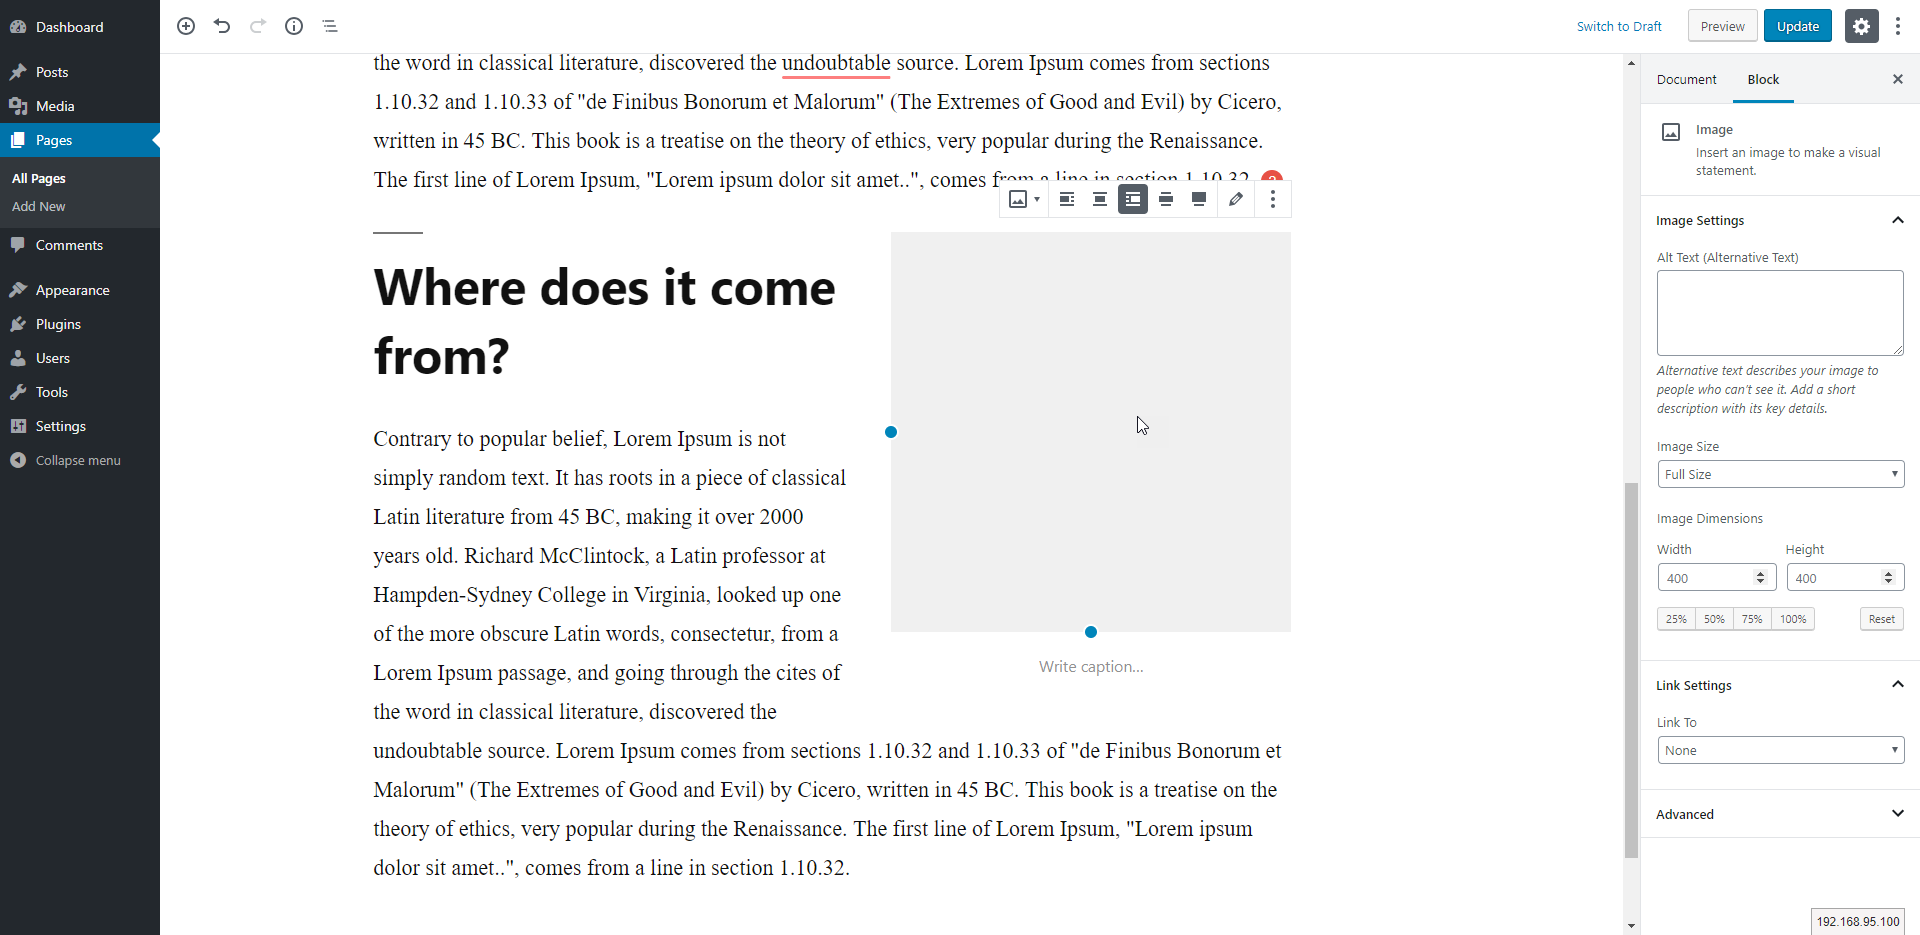 Dashboard
Posts
Media
Pages
All Pages
Add New
Comments
Appearance
Plugins
Users
Tools
Settings
Collapse menu
Switch to Draft
Preview
Update
the word in classical literature, discovered the undoubtable source. Lorem Ipsum comes from sections
1.10.32 and 1.10.33 of "de Finibus Bonorum et Malorum" (The Extremes of Good and Evil) by Cicero,
written in 45 BC. This book is a treatise on the theory of ethics, very popular during the Renaissance.
The first line of Lorem Ipsum, "Lorem ipsum dolor sit amet..", comes from a line in section 1.10.32.
Where does it come
from?
Contrary to popular belief, Lorem Ipsum is not
simply random text. It has roots in a piece of classical
Latin literature from 45 BC, making it over 2000
years old. Richard McClintock, a Latin professor at
Hampden-Sydney College in Virginia, looked up one
of the more obscure Latin words, consectetur, from a
Lorem Ipsum passage, and going through the cites of
the word in classical literature, discovered the
undoubtable source. Lorem Ipsum comes from sections 1.10.32 and 1.10.33 of "de Finibus Bonorum et
Malorum" (The Extremes of Good and Evil) by Cicero, written in 45 BC. This book is a treatise on the
theory of ethics, very popular during the Renaissance. The first line of Lorem Ipsum, "Lorem ipsum
dolor sit amet..", comes from a line in section 1.10.32.
Write caption...
Document
Block
Image
Insert an image to make a visual
statement.
Image Settings
Alt Text (Alternative Text)
Alternative text describes your image to
people who can't see it. Add a short
description with its key details.
Image Size
Full Size
Image Dimensions
Width Height
400 400
25% 50% 75% 100% Reset
Link Settings
Link To
None
Advanced
192.168.95.100